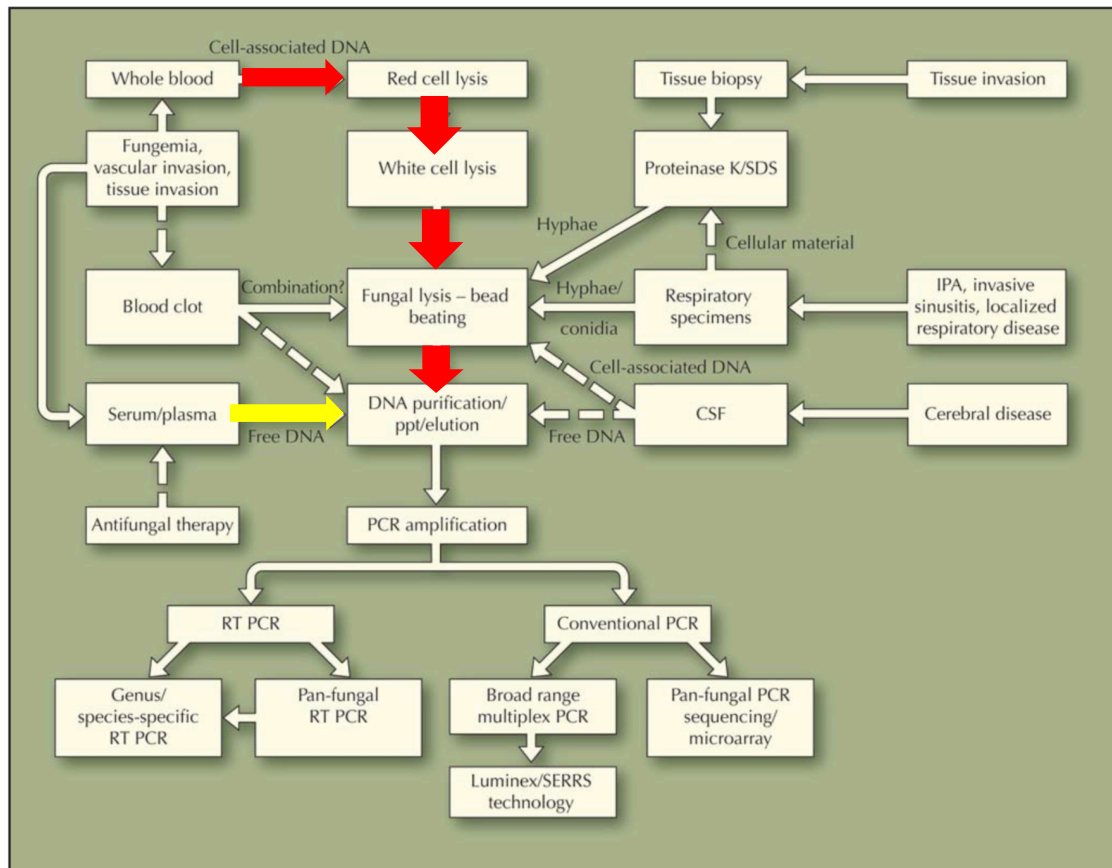 Cell-associated DNA
Whole blood
Red cell lysis
Tissue biopsy
Tissue invasion
Fungemia,
vascular invasion,
tissue invasion
White cell lysis
Proteinase K/SDS
Hyphae
Cellular material
Blood clot
Combination?
Fungal lysis – bead
beating
Hyphae/
conidia
Respiratory
specimens
IPA, invasive
sinusitis, localized
respiratory disease
Cell-associated DNA
Serum/plasma
Free DNA
DNA purification/
ppt/elution
Free DNA
CSF
Cerebral disease
Antifungal therapy
PCR amplification
RT PCR
Conventional PCR
Genus/
species-specific
RT PCR
Pan-fungal
RT PCR
Broad range
multiplex PCR
Pan-fungal PCR
sequencing/
microarray
Luminex/SERRS
technology